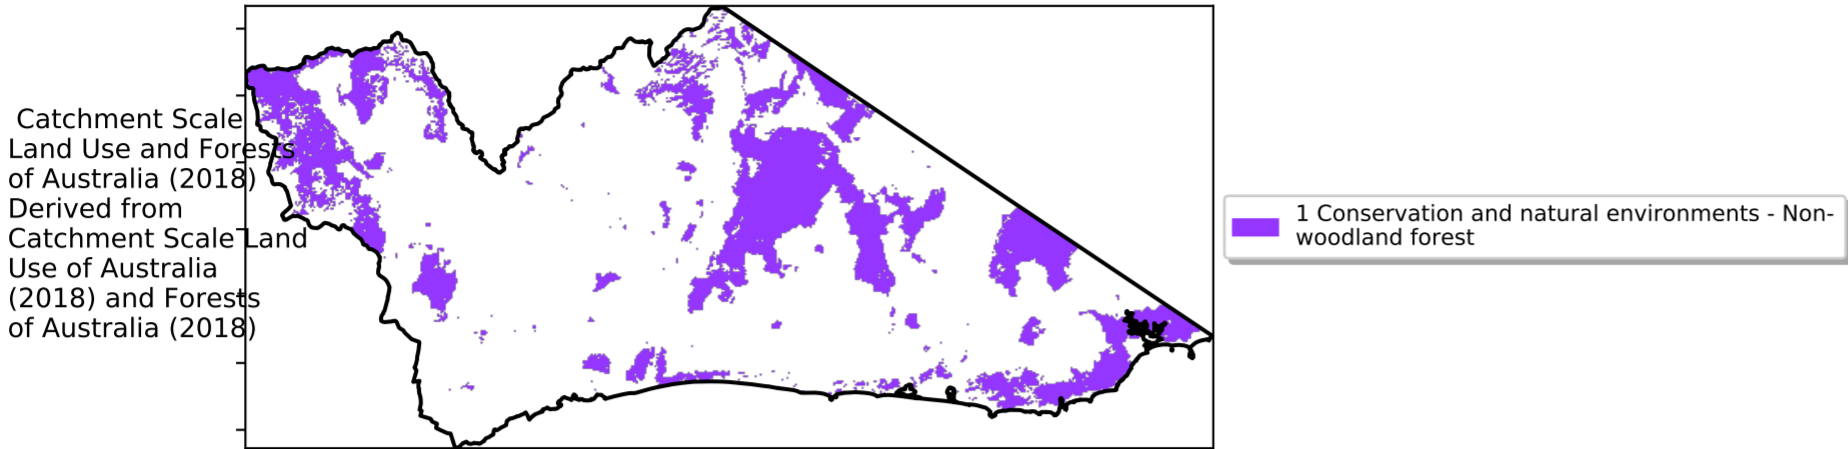 Catchment Scale
Land Use and Forests
of Australia (2018)
Derived from
Catchment Scale Land
Use of Australia
(2018) and Forests
of Australia (2018)
1 Conservation and natural environments - Non-
woodland forest